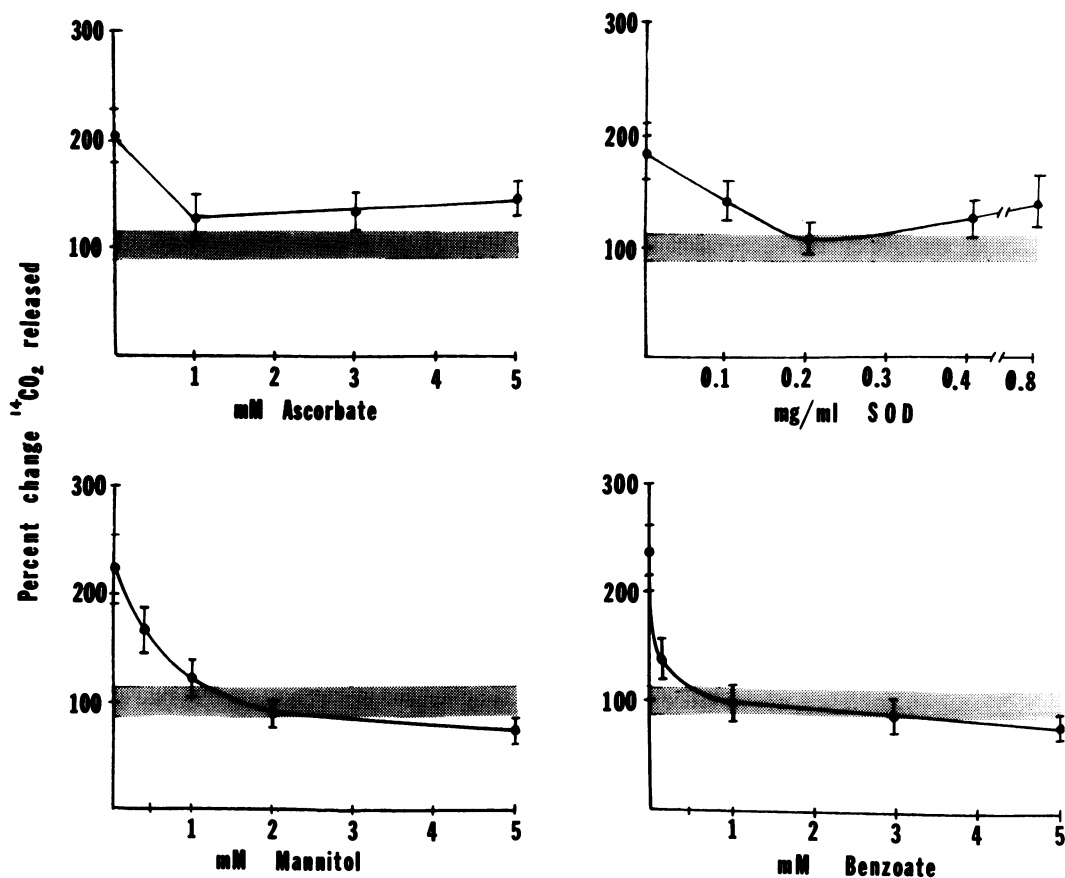 Percent change ¹⁴CO₂ released
300
200
100
1 2 3 4 5
mM Ascorbate
300
200
100
0.1 0.2 0.3 0.4 0.8
mg/ml SOD
300
200
100
1 2 3 4 5
mM Mannitol
300
200
100
1 2 3 4 5
mM Benzoate